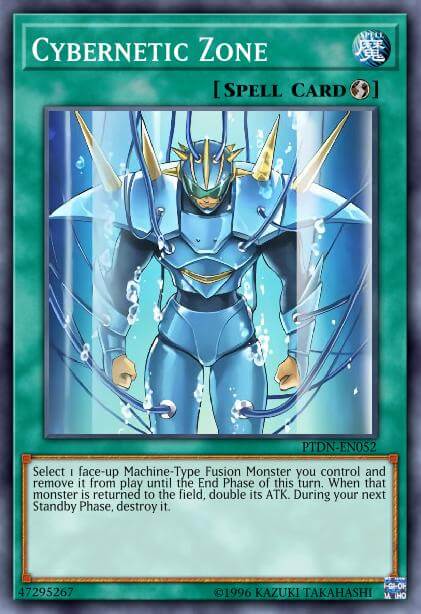 Cybernetic Zone
SPELL
魔
[Spell Card]
PTDN-EN052
Select 1 face-up Machine-Type Fusion Monster you control and
remove it from play until the End Phase of this turn. When that
monster is returned to the field, double its ATK. During your next
Standby Phase, destroy it.
47295267
©1996 KAZUKI TAKAHASHI